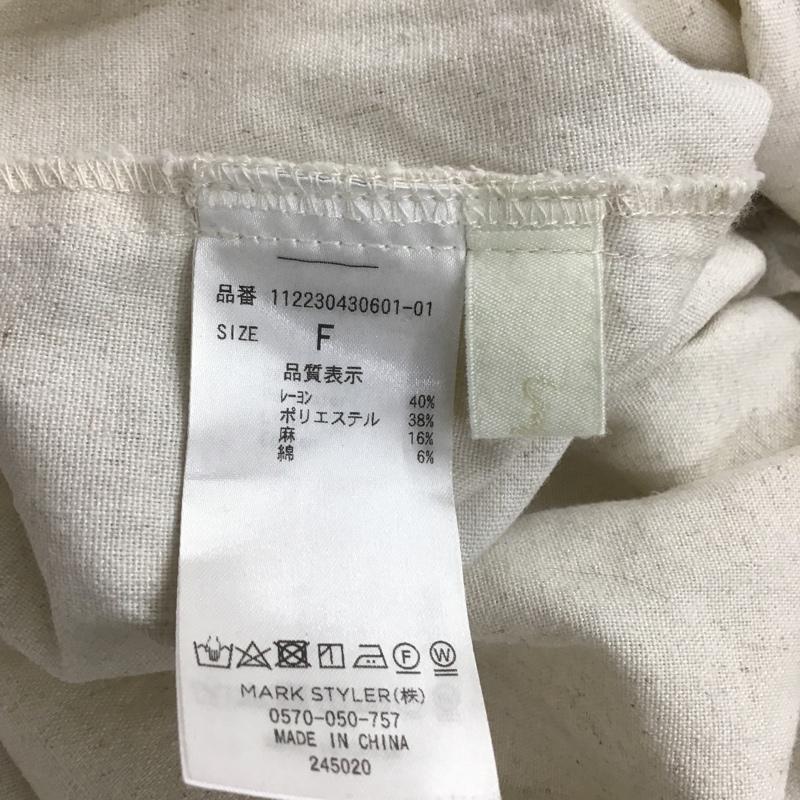 品番 112230430601-01
SIZE F
品質表示
レーヨン 40%
ポリエステル 38%
麻 16%
綿 6%
F W
MARK STYLER(株)
0570-050-757
MADE IN CHINA
245020
S